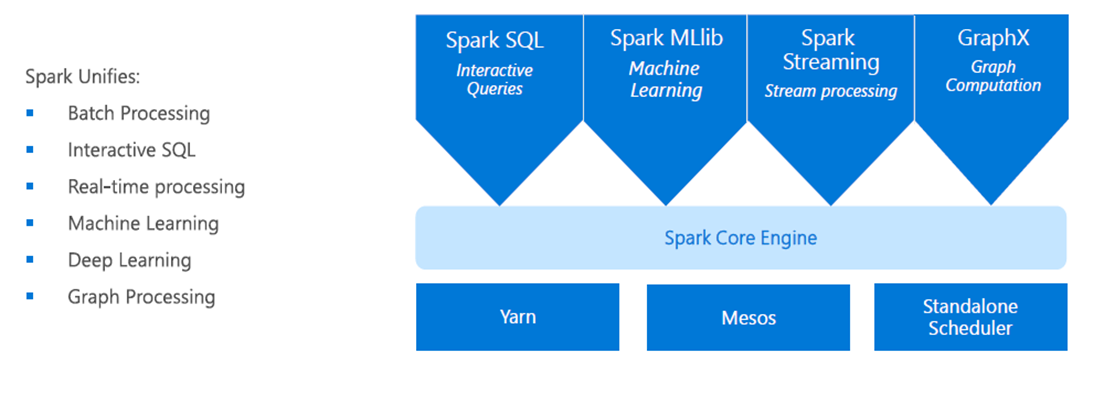 Spark Unifies:
Batch Processing
Interactive SQL
Real-time processing
Machine Learning
Deep Learning
Graph Processing
Spark SQL
Interactive
Queries
Spark MLlib
Machine
Learning
Spark
Streaming
Stream processing
GraphX
Graph
Computation
Spark Core Engine
Yarn
Mesos
Standalone
Scheduler